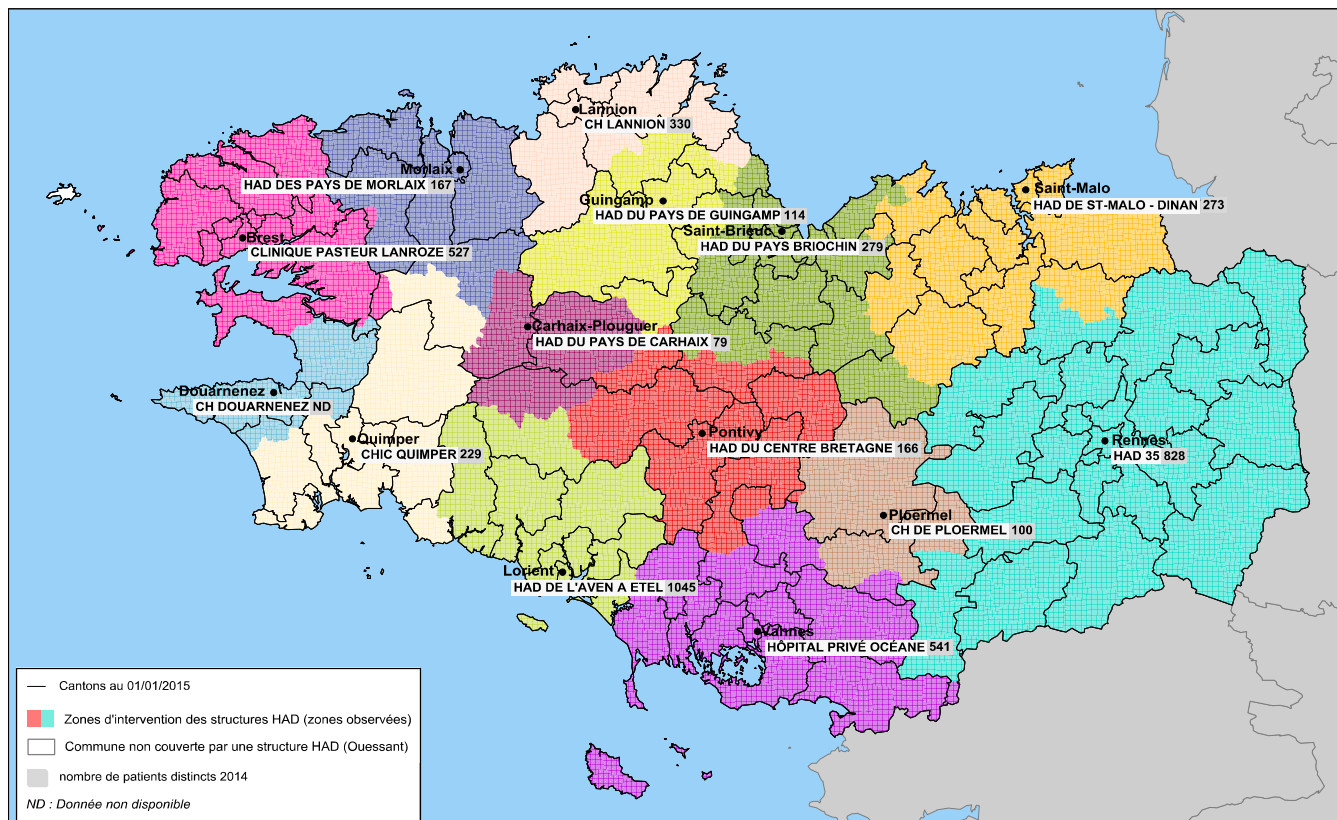 Lannion
CH LANNION 330
Morlaix
HAD DES PAYS DE MORLAIX 167
Guingamp
HAD DU PAYS DE GUINGAMP 114
Saint-Malo
HAD DE ST-MALO - DINAN 273
Saint-Brieuc
HAD DU PAYS BRIOCHIN 279
Brest
CLINIQUE PASTEUR LANROZE 527
Carhaix-Plouguer
HAD DU PAYS DE CARHAIX 79
Douarnenez
CH DOUARNENEZ ND
Quimper
CHIC QUIMPER 229
Pontivy
HAD DU CENTRE BRETAGNE 166
Rennes
HAD 35 828
Ploermel
CH DE PLOERMEL 100
Lorient
HAD DE L'AVEN A ETEL 1045
Vannes
HÔPITAL PRIVÉ OCÉANE 541
Cantons au 01/01/2015
Zones d'intervention des structures HAD (zones observées)
Commune non couverte par une structure HAD (Ouessant)
nombre de patients distincts 2014
ND : Donnée non disponible